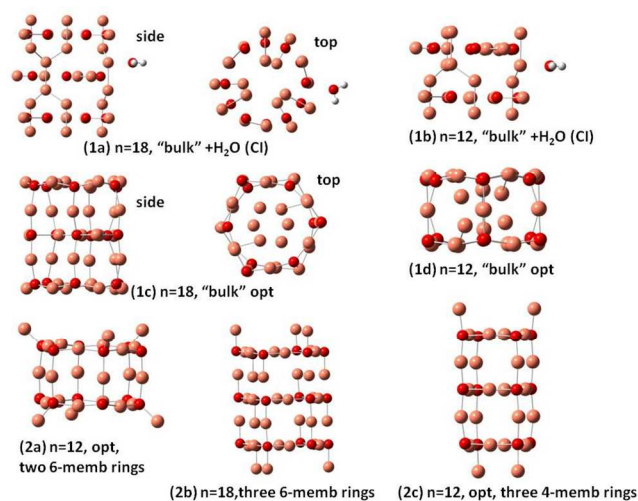 side
top
(1a) n=18, “bulk” +H₂O (CI)
(1b) n=12, “bulk” +H₂O (CI)
side
top
(1c) n=18, “bulk” opt
(1d) n=12, “bulk” opt
(2a) n=12, opt,
two 6-memb rings
(2b) n=18,three 6-memb rings
(2c) n=12, opt, three 4-memb rings